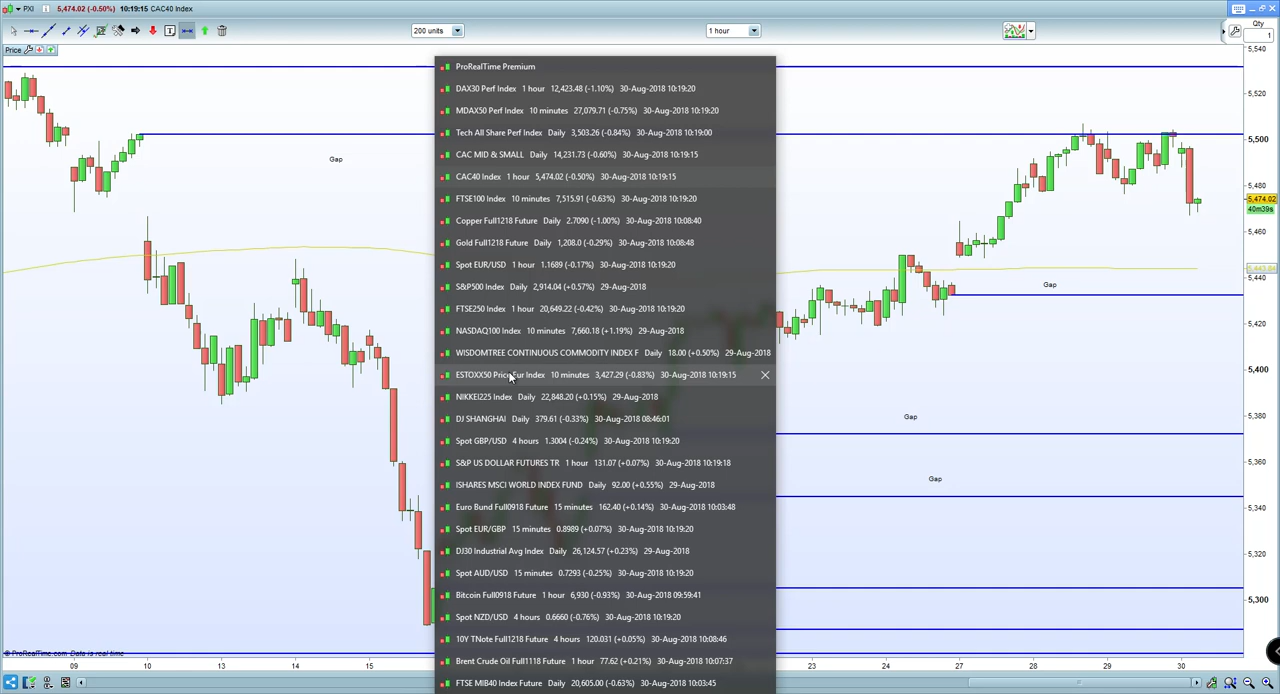 PXI 5,474.02 (-0.50%) 10:19:15 CAC40 Index
Qty
1
200 units
1 hour
Price
ProRealTime Premium
DAX30 Perf Index 1 hour 12,423.48 (-1.10%) 30-Aug-2018 10:19:20
MDAX50 Perf Index 10 minutes 27,079.71 (-0.75%) 30-Aug-2018 10:19:20
Tech All Share Perf Index Daily 3,503.26 (-0.84%) 30-Aug-2018 10:19:00
CAC MID & SMALL Daily 14,231.73 (-0.60%) 30-Aug-2018 10:19:15
CAC40 Index 1 hour 5,474.02 (-0.50%) 30-Aug-2018 10:19:15
FTSE100 Index 10 minutes 7,515.91 (-0.63%) 30-Aug-2018 10:19:20
Copper Full1218 Future Daily 2.7090 (-1.00%) 30-Aug-2018 10:08:40
Gold Full1218 Future Daily 1,208.0 (-0.29%) 30-Aug-2018 10:08:48
Spot EUR/USD 1 hour 1.1689 (-0.17%) 30-Aug-2018 10:19:20
S&P500 Index Daily 2,914.04 (+0.57%) 29-Aug-2018
FTSE250 Index 1 hour 20,649.22 (-0.42%) 30-Aug-2018 10:19:20
NASDAQ100 Index 10 minutes 7,660.18 (+1.19%) 29-Aug-2018
WISDOMTREE CONTINUOUS COMMODITY INDEX F Daily 18.00 (+0.50%) 29-Aug-2018
ESTOXX50 Price Eur Index 10 minutes 3,427.29 (-0.83%) 30-Aug-2018 10:19:15
NIKKEI225 Index Daily 22,848.20 (+0.15%) 29-Aug-2018
DJ SHANGHAI Daily 379.61 (-0.33%) 30-Aug-2018 08:46:01
Spot GBP/USD 4 hours 1.3004 (-0.24%) 30-Aug-2018 10:19:20
S&P US DOLLAR FUTURES TR 1 hour 131.07 (+0.07%) 30-Aug-2018 10:19:18
ISHARES MSCI WORLD INDEX FUND Daily 92.00 (+0.55%) 29-Aug-2018
Euro Bund Full0918 Future 15 minutes 162.40 (+0.14%) 30-Aug-2018 10:03:48
Spot EUR/GBP 15 minutes 0.8989 (+0.07%) 30-Aug-2018 10:19:20
DJ30 Industrial Avg Index Daily 26,124.57 (+0.23%) 29-Aug-2018
Spot AUD/USD 15 minutes 0.7293 (-0.25%) 30-Aug-2018 10:19:20
Bitcoin Full0918 Future 1 hour 6,930 (-0.93%) 30-Aug-2018 09:59:41
Spot NZD/USD 4 hours 0.6660 (-0.76%) 30-Aug-2018 10:19:20
10Y TNote Full1218 Future 4 hours 120.031 (+0.05%) 30-Aug-2018 10:08:46
Brent Crude Oil Full1118 Future 1 hour 77.62 (+0.21%) 30-Aug-2018 10:07:37
FTSE MIB40 Index Future Daily 20,605.00 (-0.63%) 30-Aug-2018 10:03:45
Gap
Gap
Gap
Gap
5,540
5,520
5,500
5,480
5,474.02
40m39s
5,460
5,440
5,420
5,400
5,380
5,360
5,340
5,320
5,300
© ProRealTime.com Data is real-time
09 10 13 14 15 23 24 27 28 29 30